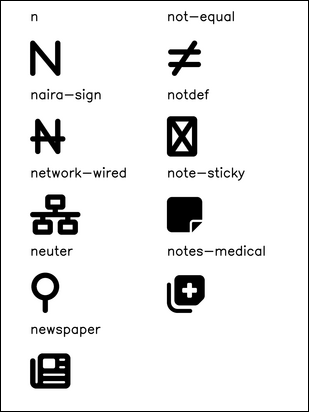 n
not-equal
naira-sign
notdef
network-wired
note-sticky
neuter
notes-medical
newspaper